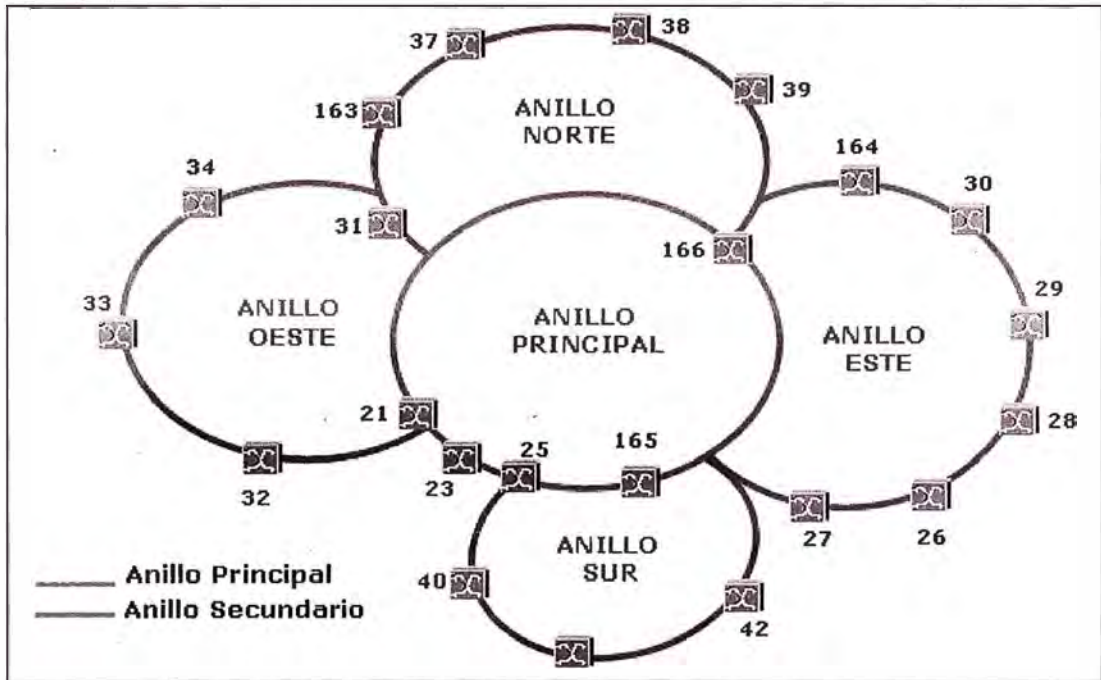 38
37
39
163
ANILLO
NORTE
164
34
30
31
166
29
33
ANILLO
OESTE
ANILLO
PRINCIPAL
ANILLO
ESTE
21
28
25
165
23
32
27
26
ANILLO
SUR
Anillo Principal
40
Anillo Secundario
42